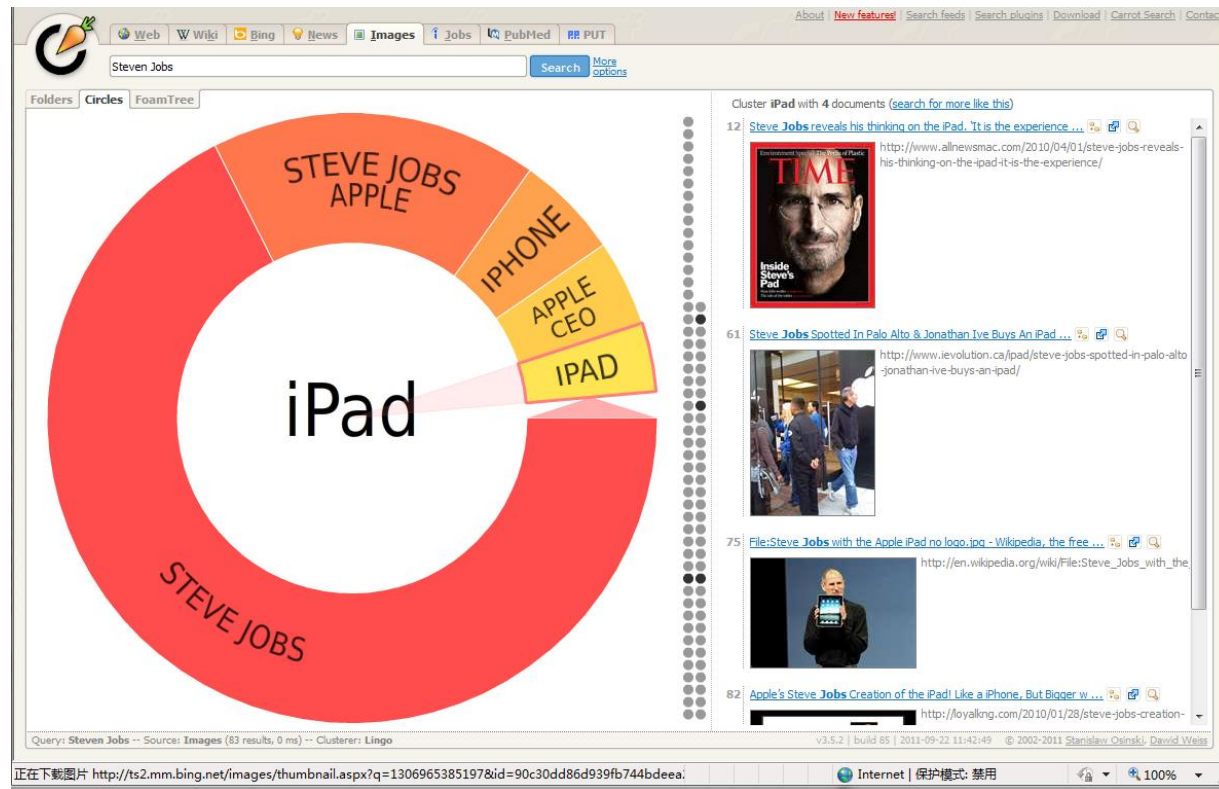 About | New features! | Search feeds | Search plugins | Download | Carrot Search | Contac
Web Wiki Bing News Images Jobs PubMed PUT
Steven Jobs Search More options
Folders Circles FoamTree
Cluster iPad with 4 documents (search for more like this)
STEVE JOBS
APPLE
IPHONE
APPLE
CEO
IPAD
iPad
STEVE JOBS
12 Steve Jobs reveals his thinking on the iPad. 'It is the experience ...
http://www.allnewsmac.com/2010/04/01/steve-jobs-reveals-
his-thinking-on-the-ipad-it-is-the-experience/
TIME
Inside
Steve's
Pad
61 Steve Jobs Spotted In Palo Alto & Jonathan Ive Buys An iPad ...
http://www.ievolution.ca/ipad/steve-jobs-spotted-in-palo-alto
-jonathan-ive-buys-an-ipad/
75 File:Steve Jobs with the Apple iPad no logo.jpg - Wikipedia, the free ...
http://en.wikipedia.org/wiki/File:Steve_Jobs_with_the_
82 Apple's Steve Jobs Creation of the iPad! Like a iPhone, But Bigger w ...
http://loyalkng.com/2010/01/28/steve-jobs-creation-
Query: Steven Jobs -- Source: Images (83 results, 0 ms) -- Clusterer: Lingo
v3.5.2 | build 85 | 2011-09-22 11:42:49 © 2002-2011 Stanislaw Osinski, Dawid Weiss
正在下载图片 http://ts2.mm.bing.net/images/thumbnail.aspx?q=1306965385197&id=90c30dd86d939fb744bdeea
Internet | 保护模式: 禁用 100%